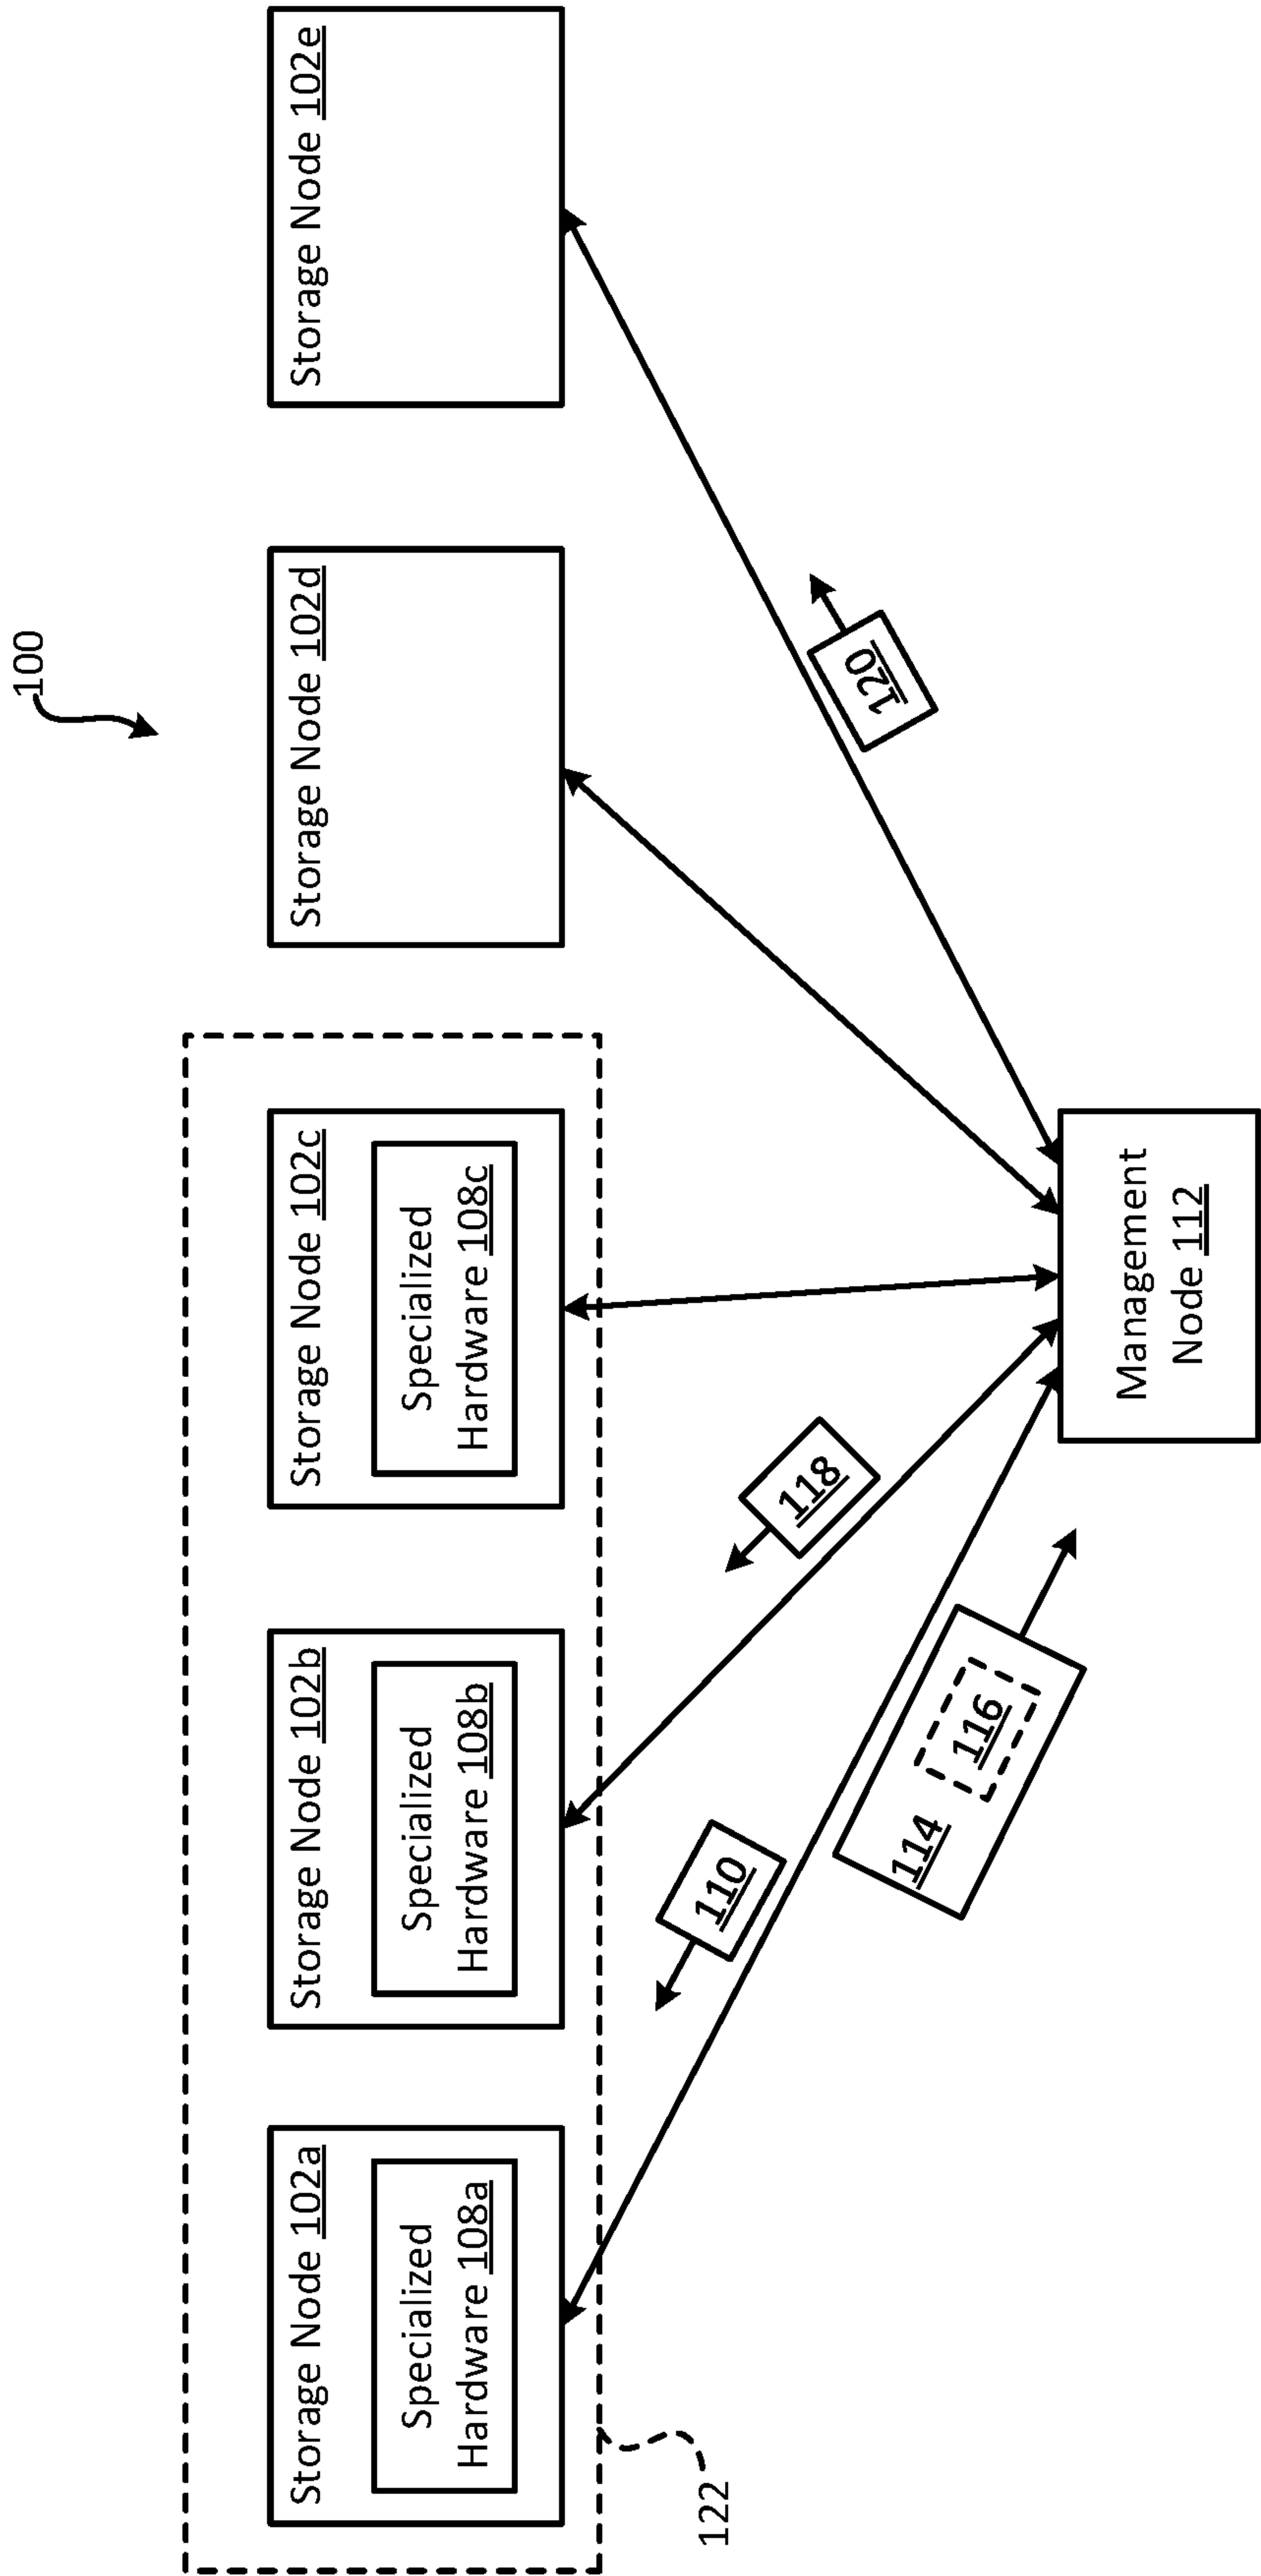 100
Storage Node 102a
Specialized
Hardware 108a
Storage Node 102b
Specialized
Hardware 108b
Storage Node 102c
Specialized
Hardware 108c
Storage Node 102d
Storage Node 102e
122
110
118
120
114
116
Management
Node 112